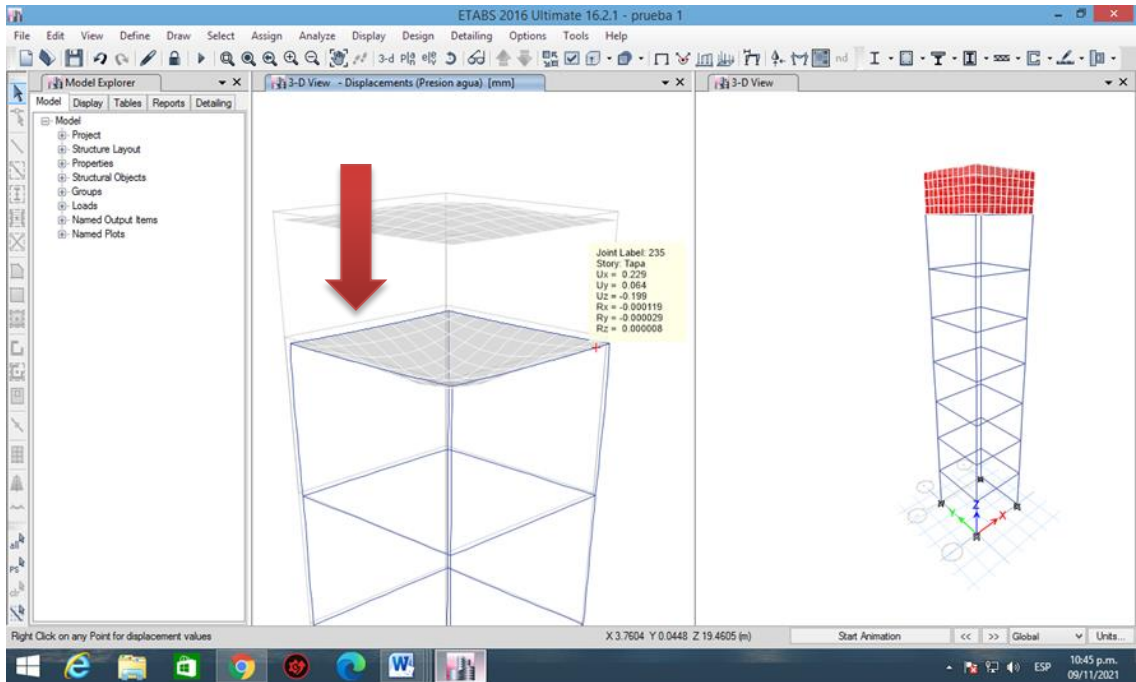 ETABS 2016 Ultimate 16.2.1 - prueba 1
File Edit View Define Draw Select Assign Analyze Display Design Detailing Options Tools Help
3-d nd
Model Explorer
Model Display Tables Reports Detailing
Model
Project
Structure Layout
Properties
Structural Objects
Groups
Loads
Named Output Items
Named Plots
3-D View - Displacements (Presion agua) [mm]
Joint Label: 235
Story: Tapa
Ux = 0.229
Uy = 0.064
Uz = -0.199
Rx = -0.000119
Ry = -0.000029
Rz = 0.000008
3-D View
Z
Y X
all
PS
clr
Right Click on any Point for displacement values X 3.7604 Y 0.0448 Z 19.4605 (m) Start Animation << >> Global Units...
ESP 10:45 p.m.
09/11/2021